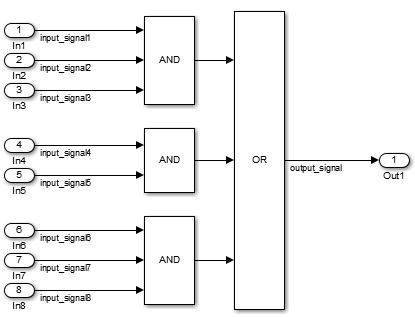 1
In1
input_signal1
2
In2
input_signal2
3
In3
input_signal3
AND
4
In4
input_signal4
5
In5
input_signal5
AND
6
In6
input_signal6
7
In7
input_signal7
8
In8
input_signal8
AND
OR
output_signal
1
Out1